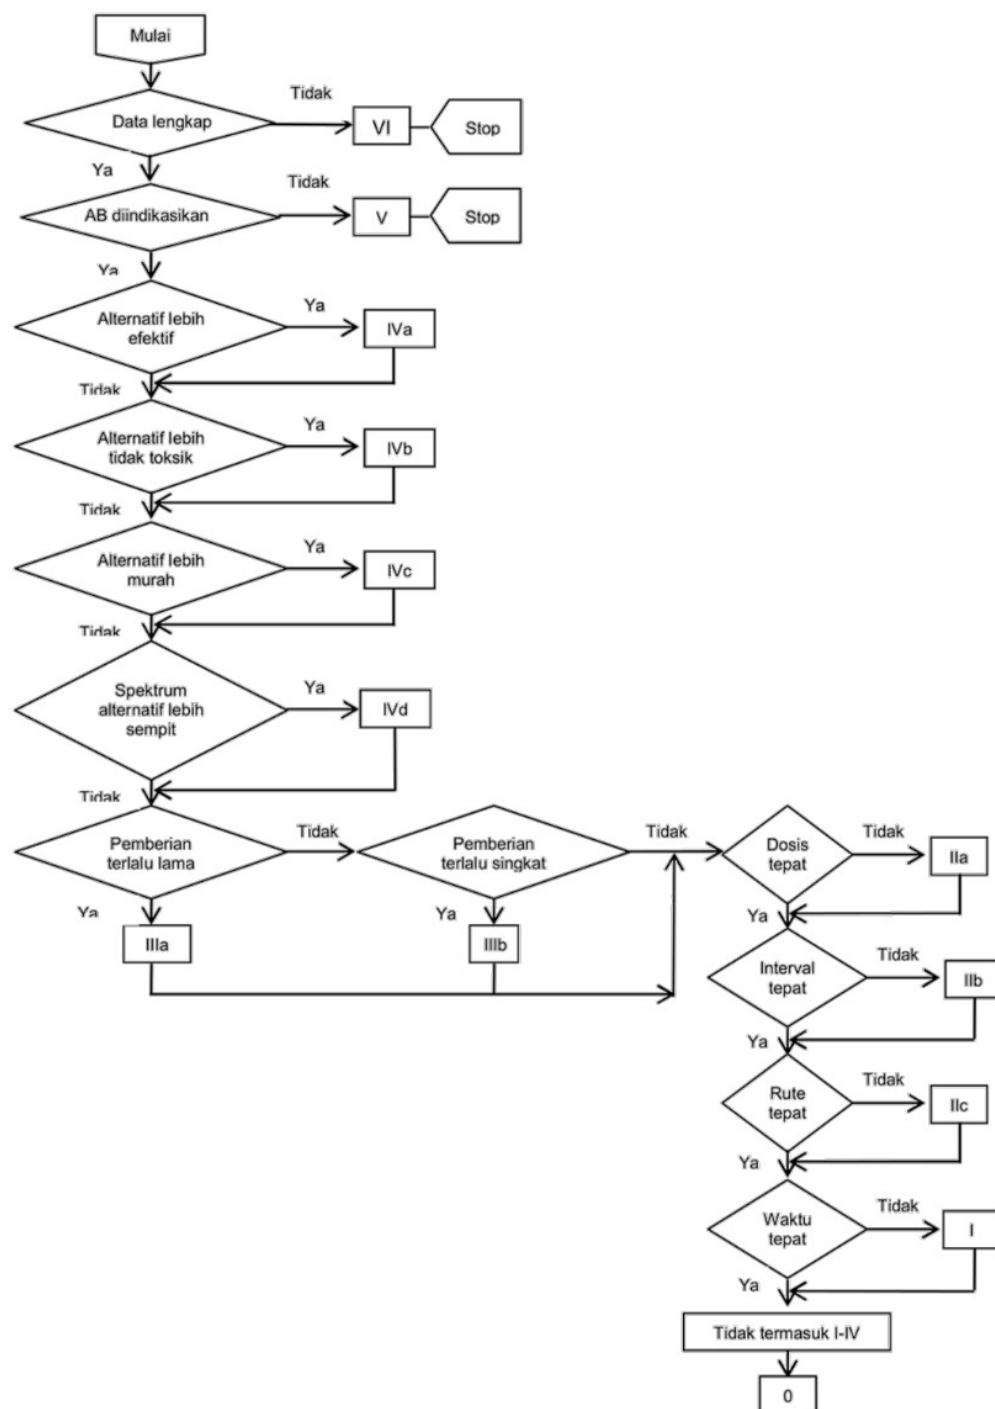 Mulai
Tidak
Data lengkap
VI
Stop
Ya
Tidak
AB diindikasikan
V
Stop
Ya
Alternatif lebih
efektif
Ya
IVa
Tidak
Alternatif lebih
tidak toksik
Ya
IVb
Tidak
Alternatif lebih
murah
Ya
IVc
Tidak
Spektrum
alternatif lebih
sempit
Ya
IVd
Tidak
Pemberian
terlalu lama
Tidak
Pemberian
terlalu singkat
Tidak
Dosis
tepat
Tidak
IIa
Ya
IIIa
Ya
IIIb
Ya
Interval
tepat
Tidak
IIb
Ya
Rute
tepat
Tidak
IIc
Ya
Waktu
tepat
Tidak
I
Ya
Tidak termasuk I-IV
0